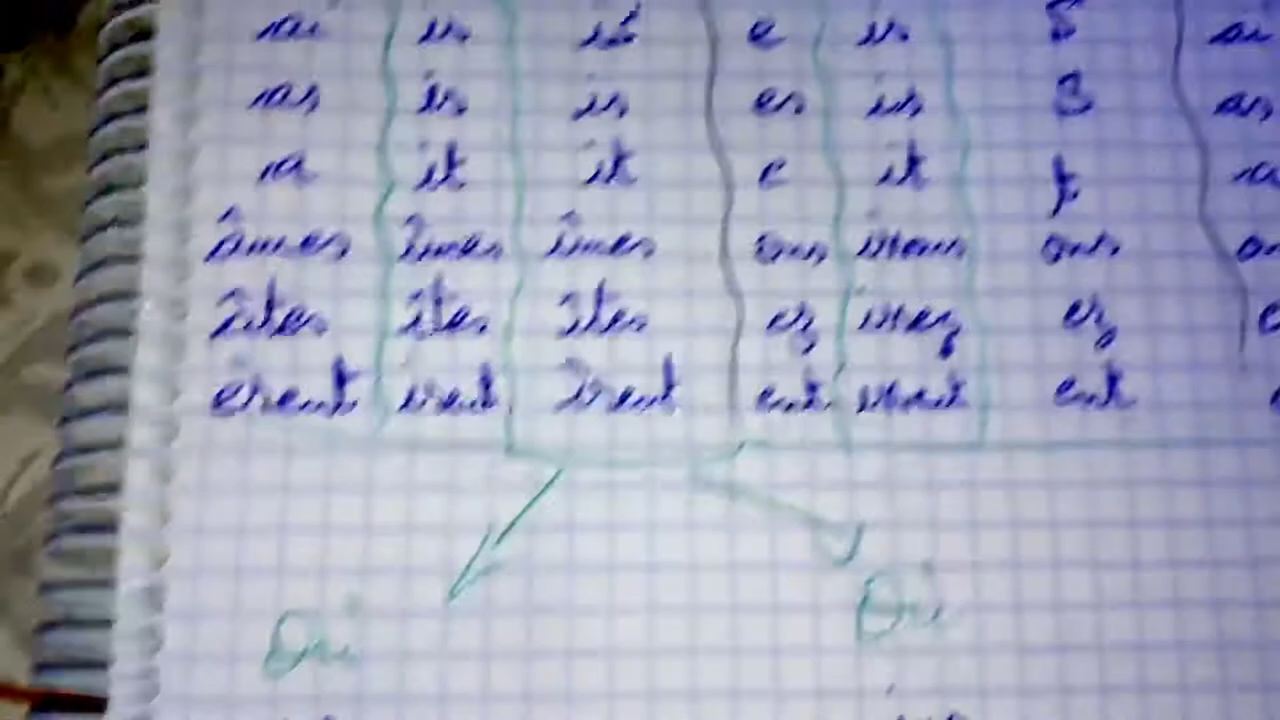 ai is is e is s ai
as is is es is s as
a it it e it t a
âmes îmes îmes ons issons ons
âtes îtes îtes ez issez ez
èrent irent irent ent issent ent